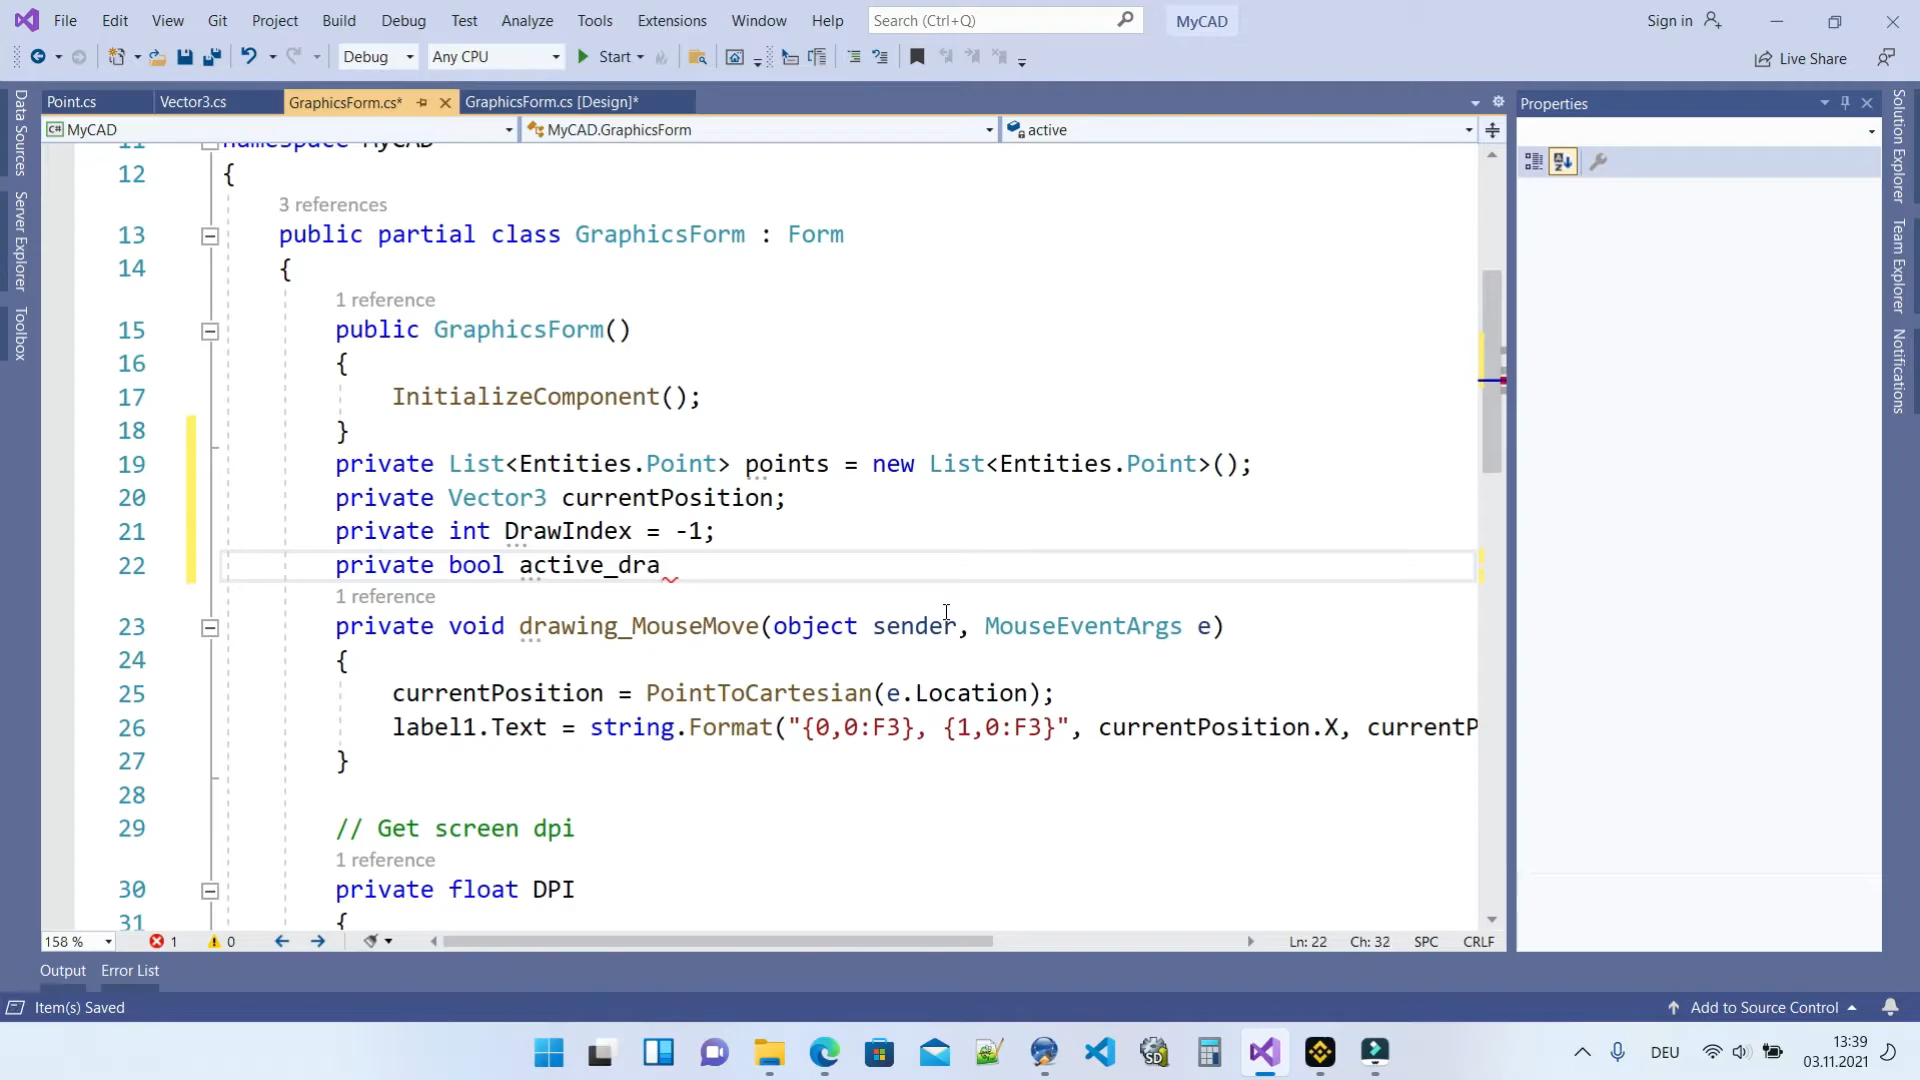 File Edit View Git Project Build Debug Test Analyze Tools Extensions Window Help Search (Ctrl+Q) MyCAD Sign in
Debug Any CPU Start Live Share
Point.cs Vector3.cs GraphicsForm.cs* GraphicsForm.cs [Design]* Properties
C# MyCAD MyCAD.GraphicsForm active
Data Sources
Server Explorer
Toolbox
11 namespace MyCAD
12 {
3 references
13 public partial class GraphicsForm : Form
14 {
1 reference
15 public GraphicsForm()
16 {
17 InitializeComponent();
18 }
19 private List<Entities.Point> points = new List<Entities.Point>();
20 private Vector3 currentPosition;
21 private int DrawIndex = -1;
22 private bool active_dra
1 reference
23 private void drawing_MouseMove(object sender, MouseEventArgs e)
24 {
25 currentPosition = PointToCartesian(e.Location);
26 label1.Text = string.Format("{0,0:F3}, {1,0:F3}", currentPosition.X, currentP
27 }
28
29 // Get screen dpi
1 reference
30 private float DPI
31 {
Solution Explorer
Team Explorer
Notifications
158 % 1 0 Ln: 22 Ch: 32 SPC CRLF
Output Error List
Item(s) Saved Add to Source Control
SD DEU 13:39
03.11.2021